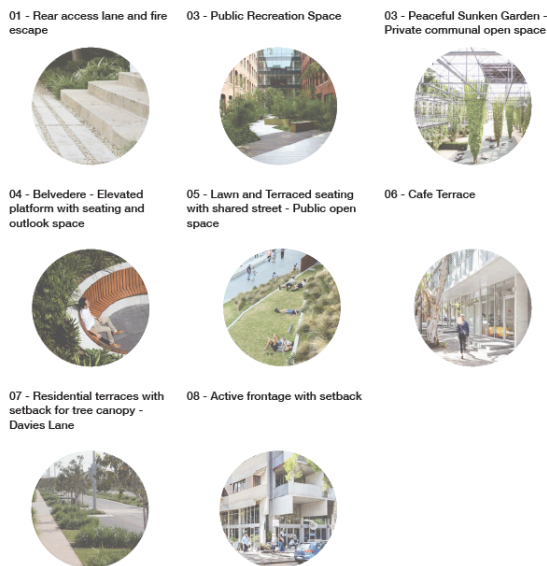 01 - Rear access lane and fire
escape
03 - Public Recreation Space
03 - Peaceful Sunken Garden -
Private communal open space
04 - Belvedere - Elevated
platform with seating and
outlook space
05 - Lawn and Terraced seating
with shared street - Public open
space
06 - Cafe Terrace
07 - Residential terraces with
setback for tree canopy -
Davies Lane
08 - Active frontage with setback